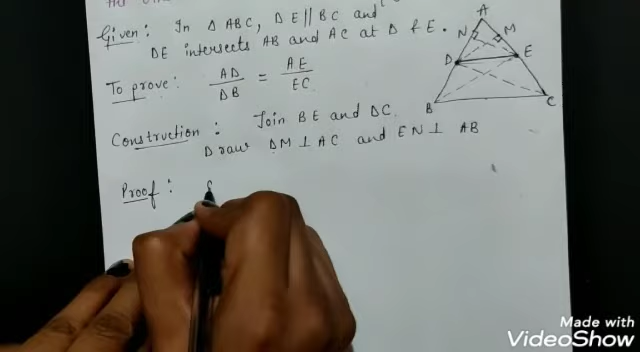 Given : In Δ ABC, DE || BC and
DE intersects AB and AC at D & E.
To prove : AD/DB = AE/EC
Construction : Join BE and DC.
Draw DM ⊥ AC and EN ⊥ AB
Proof :
A
N M
D E
B C
Made with
VideoShow